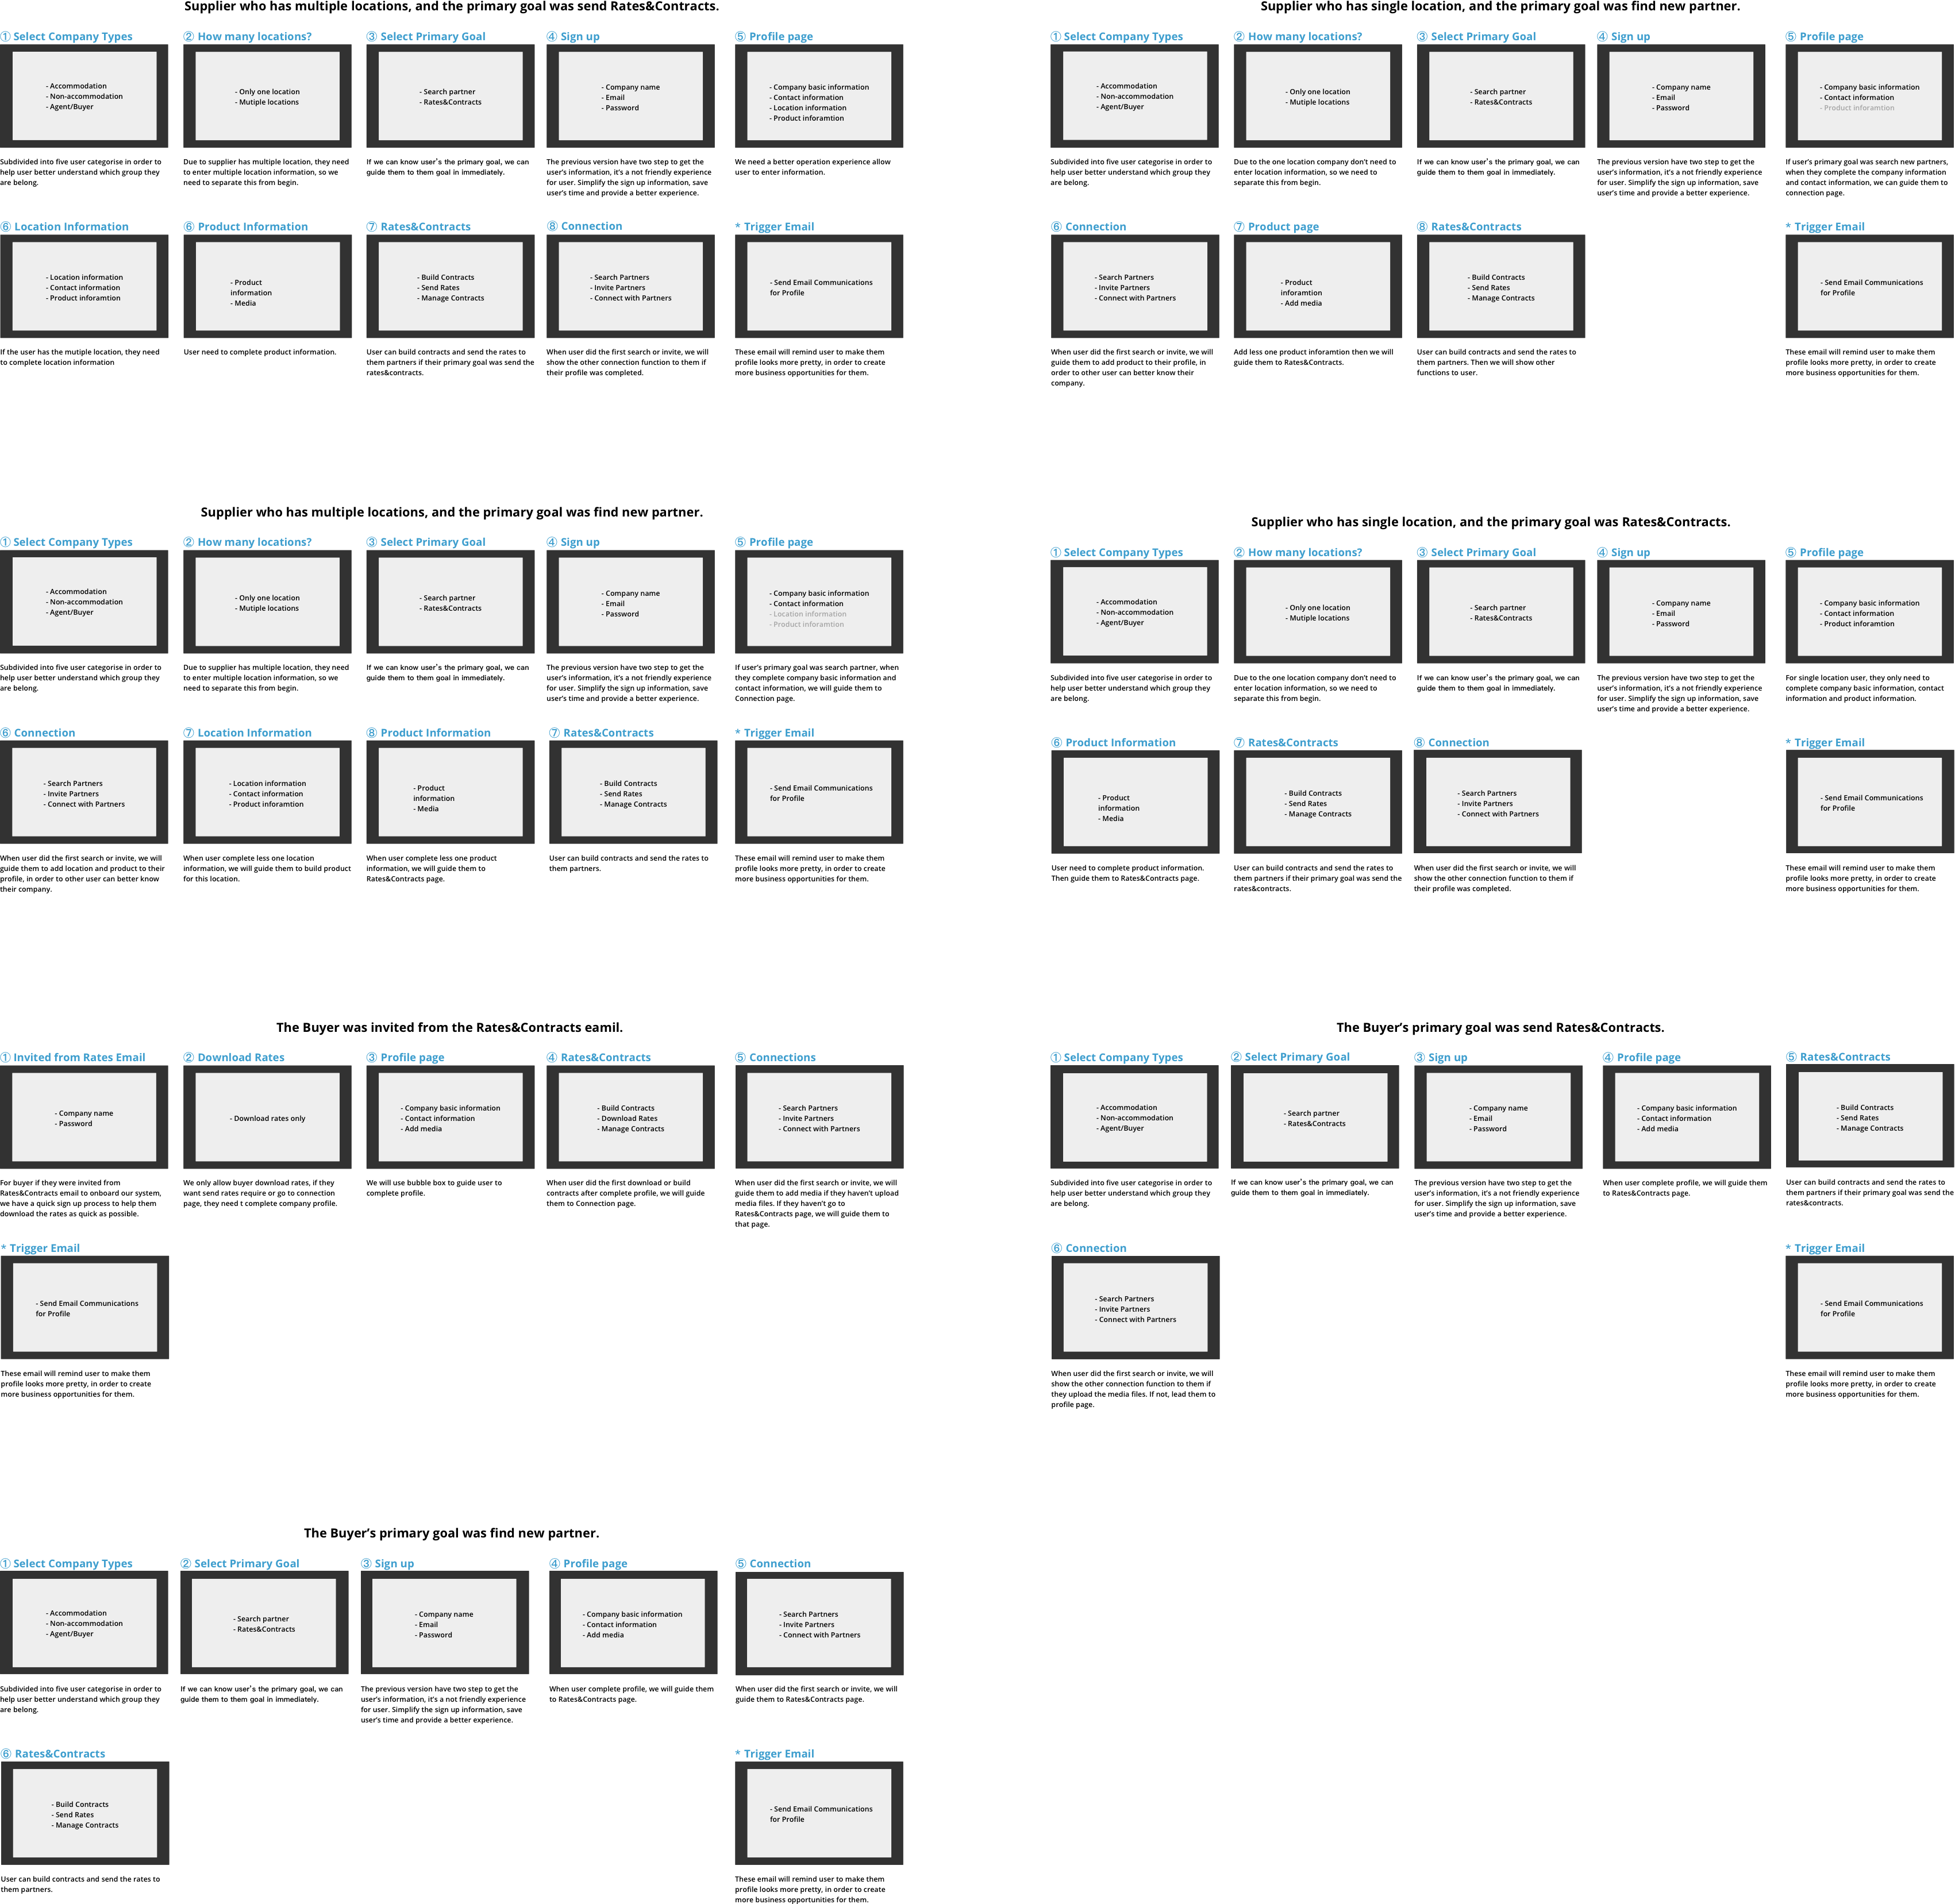 Supplier who has multiple locations, and the primary goal was send Rates&Contracts.
① Select Company Types
- Accommodation
- Non-accommodation
- Agent/Buyer
Subdivided into five user categorise in order to
help user better understand which group they
are belong.
② How many locations?
- Only one location
- Mutiple locations
Due to supplier has multiple location, they need
to enter multiple location information, so we
need to separate this from begin.
③ Select Primary Goal
- Search partner
- Rates&Contracts
If we can know user's the primary goal, we can
guide them to them goal in immediately.
④ Sign up
- Company name
- Email
- Password
The previous version have two step to get the
user's information, it's a not friendly experience
for user. Simplify the sign up information, save
user's time and provide a better experience.
⑤ Profile page
- Company basic information
- Contact information
- Location information
- Product inforamtion
We need a better operation experience allow
user to enter information.
⑥ Location Information
- Location information
- Contact information
- Product inforamtion
If the user has the mutiple location, they need
to complete location information
⑥ Product Information
- Product
information
- Media
User need to complete product information.
⑦ Rates&Contracts
- Build Contracts
- Send Rates
- Manage Contracts
User can build contracts and send the rates to
them partners if their primary goal was send the
rates&contracts.
⑧ Connection
- Search Partners
- Invite Partners
- Connect with Partners
When user did the first search or invite, we will
show the other connection function to them if
their profile was completed.
* Trigger Email
- Send Email Communications
for Profile
These email will remind user to make them
profile looks more pretty, in order to create
more business opportunities for them.
Supplier who has single location, and the primary goal was find new partner.
① Select Company Types
- Accommodation
- Non-accommodation
- Agent/Buyer
Subdivided into five user categorise in order to
help user better understand which group they
are belong.
② How many locations?
- Only one location
- Mutiple locations
Due to the one location company don't need to
enter location information, so we need to
separate this from begin.
③ Select Primary Goal
- Search partner
- Rates&Contracts
If we can know user's the primary goal, we can
guide them to them goal in immediately.
④ Sign up
- Company name
- Email
- Password
The previous version have two step to get the
user's information, it's a not friendly experience
for user. Simplify the sign up information, save
user's time and provide a better experience.
⑤ Profile page
- Company basic information
- Contact information
- Product inforamtion
If user's primary goal was search new partners,
when they complete the company information
and contact information, we can guide them to
connection page.
⑥ Connection
- Search Partners
- Invite Partners
- Connect with Partners
When user did the first search or invite, we will
guide them to add product to their profile, in
order to other user can better know their
company.
⑦ Product page
- Product
inforamtion
- Add media
Add less one product inforamtion then we will
guide them to Rates&Contracts.
⑧ Rates&Contracts
- Build Contracts
- Send Rates
- Manage Contracts
User can build contracts and send the rates to
them partners. Then we will show other
functions to user.
* Trigger Email
- Send Email Communications
for Profile
These email will remind user to make them
profile looks more pretty, in order to create
more business opportunities for them.
Supplier who has multiple locations, and the primary goal was find new partner.
① Select Company Types
- Accommodation
- Non-accommodation
- Agent/Buyer
Subdivided into five user categorise in order to
help user better understand which group they
are belong.
② How many locations?
- Only one location
- Mutiple locations
Due to supplier has multiple location, they need
to enter multiple location information, so we
need to separate this from begin.
③ Select Primary Goal
- Search partner
- Rates&Contracts
If we can know user's the primary goal, we can
guide them to them goal in immediately.
④ Sign up
- Company name
- Email
- Password
The previous version have two step to get the
user's information, it's a not friendly experience
for user. Simplify the sign up information, save
user's time and provide a better experience.
⑤ Profile page
- Company basic information
- Contact information
- Location information
- Product inforamtion
If user's primary goal was search partner, when
they complete company basic information and
contact information, we will guide them to
Connection page.
⑥ Connection
- Search Partners
- Invite Partners
- Connect with Partners
When user did the first search or invite, we will
guide them to add location and product to their
profile, in order to other user can better know
their company.
⑦ Location Information
- Location information
- Contact information
- Product inforamtion
When user complete less one location
information, we will guide them to build product
for this location.
⑧ Product Information
- Product
information
- Media
When user complete less one product
information, we will guide them to
Rates&Contracts page.
⑦ Rates&Contracts
- Build Contracts
- Send Rates
- Manage Contracts
User can build contracts and send the rates to
them partners.
* Trigger Email
- Send Email Communications
for Profile
These email will remind user to make them
profile looks more pretty, in order to create
more business opportunities for them.
Supplier who has single location, and the primary goal was Rates&Contracts.
① Select Company Types
- Accommodation
- Non-accommodation
- Agent/Buyer
Subdivided into five user categorise in order to
help user better understand which group they
are belong.
② How many locations?
- Only one location
- Mutiple locations
Due to the one location company don't need to
enter location information, so we need to
separate this from begin.
③ Select Primary Goal
- Search partner
- Rates&Contracts
If we can know user's the primary goal, we can
guide them to them goal in immediately.
④ Sign up
- Company name
- Email
- Password
The previous version have two step to get the
user's information, it's a not friendly experience
for user. Simplify the sign up information, save
user's time and provide a better experience.
⑤ Profile page
- Company basic information
- Contact information
- Product inforamtion
For single location user, they only need to
complete company basic information, contact
information and product information.
⑥ Product Information
- Product
information
- Media
User need to complete product information.
Then guide them to Rates&Contracts page.
⑦ Rates&Contracts
- Build Contracts
- Send Rates
- Manage Contracts
User can build contracts and send the rates to
them partners if their primary goal was send the
rates&contracts.
⑧ Connection
- Search Partners
- Invite Partners
- Connect with Partners
When user did the first search or invite, we will
show the other connection function to them if
their profile was completed.
* Trigger Email
- Send Email Communications
for Profile
These email will remind user to make them
profile looks more pretty, in order to create
more business opportunities for them.
The Buyer was invited from the Rates&Contracts eamil.
① Invited from Rates Email
- Company name
- Password
For buyer if they were invited from
Rates&Contracts email to onboard our system,
we have a quick sign up process to help them
download the rates as quick as possible.
② Download Rates
- Download rates only
We only allow buyer download rates, if they
want send rates require or go to connection
page, they need t complete company profile.
③ Profile page
- Company basic information
- Contact information
- Add media
We will use bubble box to guide user to
complete profile.
④ Rates&Contracts
- Build Contracts
- Download Rates
- Manage Contracts
When user did the first download or build
contracts after complete profile, we will guide
them to Connection page.
⑤ Connections
- Search Partners
- Invite Partners
- Connect with Partners
When user did the first search or invite, we will
guide them to add media if they haven't upload
media files. If they haven't go to
Rates&Contracts page, we will guide them to
that page.
* Trigger Email
- Send Email Communications
for Profile
These email will remind user to make them
profile looks more pretty, in order to create
more business opportunities for them.
The Buyer's primary goal was send Rates&Contracts.
① Select Company Types
- Accommodation
- Non-accommodation
- Agent/Buyer
Subdivided into five user categorise in order to
help user better understand which group they
are belong.
② Select Primary Goal
- Search partner
- Rates&Contracts
If we can know user's the primary goal, we can
guide them to them goal in immediately.
③ Sign up
- Company name
- Email
- Password
The previous version have two step to get the
user's information, it's a not friendly experience
for user. Simplify the sign up information, save
user's time and provide a better experience.
④ Profile page
- Company basic information
- Contact information
- Add media
When user complete profile, we will guide them
to Rates&Contracts page.
⑤ Rates&Contracts
- Build Contracts
- Send Rates
- Manage Contracts
User can build contracts and send the rates to
them partners if their primary goal was send the
rates&contracts.
⑥ Connection
- Search Partners
- Invite Partners
- Connect with Partners
When user did the first search or invite, we will
show the other connection function to them if
they upload the media files. If not, lead them to
profile page.
* Trigger Email
- Send Email Communications
for Profile
These email will remind user to make them
profile looks more pretty, in order to create
more business opportunities for them.
The Buyer's primary goal was find new partner.
① Select Company Types
- Accommodation
- Non-accommodation
- Agent/Buyer
Subdivided into five user categorise in order to
help user better understand which group they
are belong.
② Select Primary Goal
- Search partner
- Rates&Contracts
If we can know user's the primary goal, we can
guide them to them goal in immediately.
③ Sign up
- Company name
- Email
- Password
The previous version have two step to get the
user's information, it's a not friendly experience
for user. Simplify the sign up information, save
user's time and provide a better experience.
④ Profile page
- Company basic information
- Contact information
- Add media
When user complete profile, we will guide them
to Rates&Contracts page.
⑤ Connection
- Search Partners
- Invite Partners
- Connect with Partners
When user did the first search or invite, we will
guide them to Rates&Contracts page.
⑥ Rates&Contracts
- Build Contracts
- Send Rates
- Manage Contracts
User can build contracts and send the rates to
them partners.
* Trigger Email
- Send Email Communications
for Profile
These email will remind user to make them
profile looks more pretty, in order to create
more business opportunities for them.